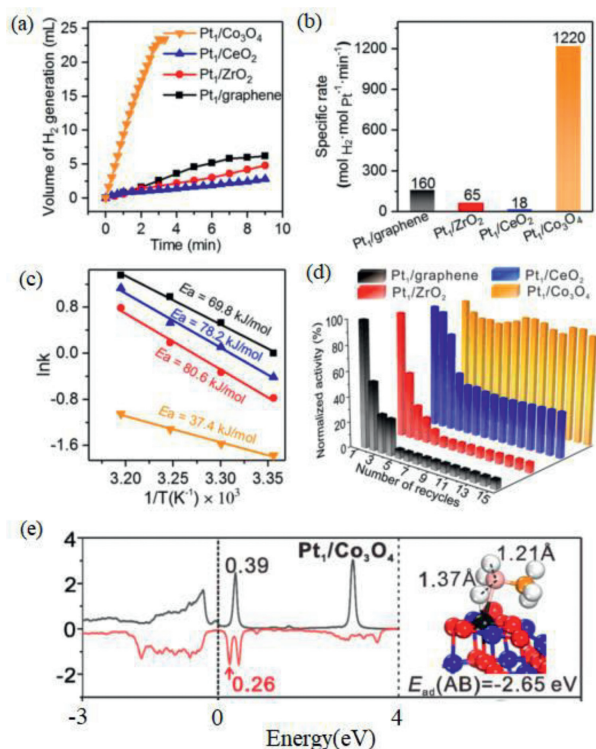 (a)
Volume of H2 generation (mL)
25
20
15
10
5
0
0 2 4 6 8 10
Time (min)
Pt1/Co3O4
Pt1/CeO2
Pt1/ZrO2
Pt1/graphene
(b)
Specific rate
(mol H2·mol Pt-1·min-1)
1200
900
600
300
0
160
65
18
1220
Pt1/graphene
Pt1/ZrO2
Pt1/CeO2
Pt1/Co3O4
(c)
lnk
0.8
0.0
-0.8
-1.6
Ea = 69.8 kJ/mol
Ea = 78.2 kJ/mol
Ea = 80.6 kJ/mol
Ea = 37.4 kJ/mol
3.20 3.25 3.30 3.35
1/T(K-1) × 103
(d)
Pt1/graphene
Pt1/CeO2
Pt1/ZrO2
Pt1/Co3O4
Normalized activity (%)
100
80
60
40
20
0
1 3 5 7 9 11 13 15
Number of recycles
(e)
4
2
0
-2
0.39
0.26
Pt1/Co3O4
1.21Å
1.37Å
Ead(AB)=-2.65 eV
-3 0 4 4
Energy(eV)